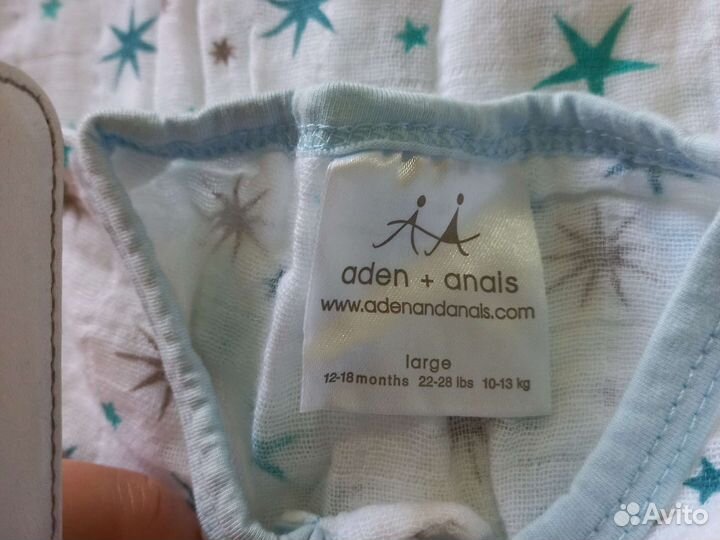 aden + anais
www.adenandanais.com
large
12-18 months 22-28 lbs 10-13 kg
Avito